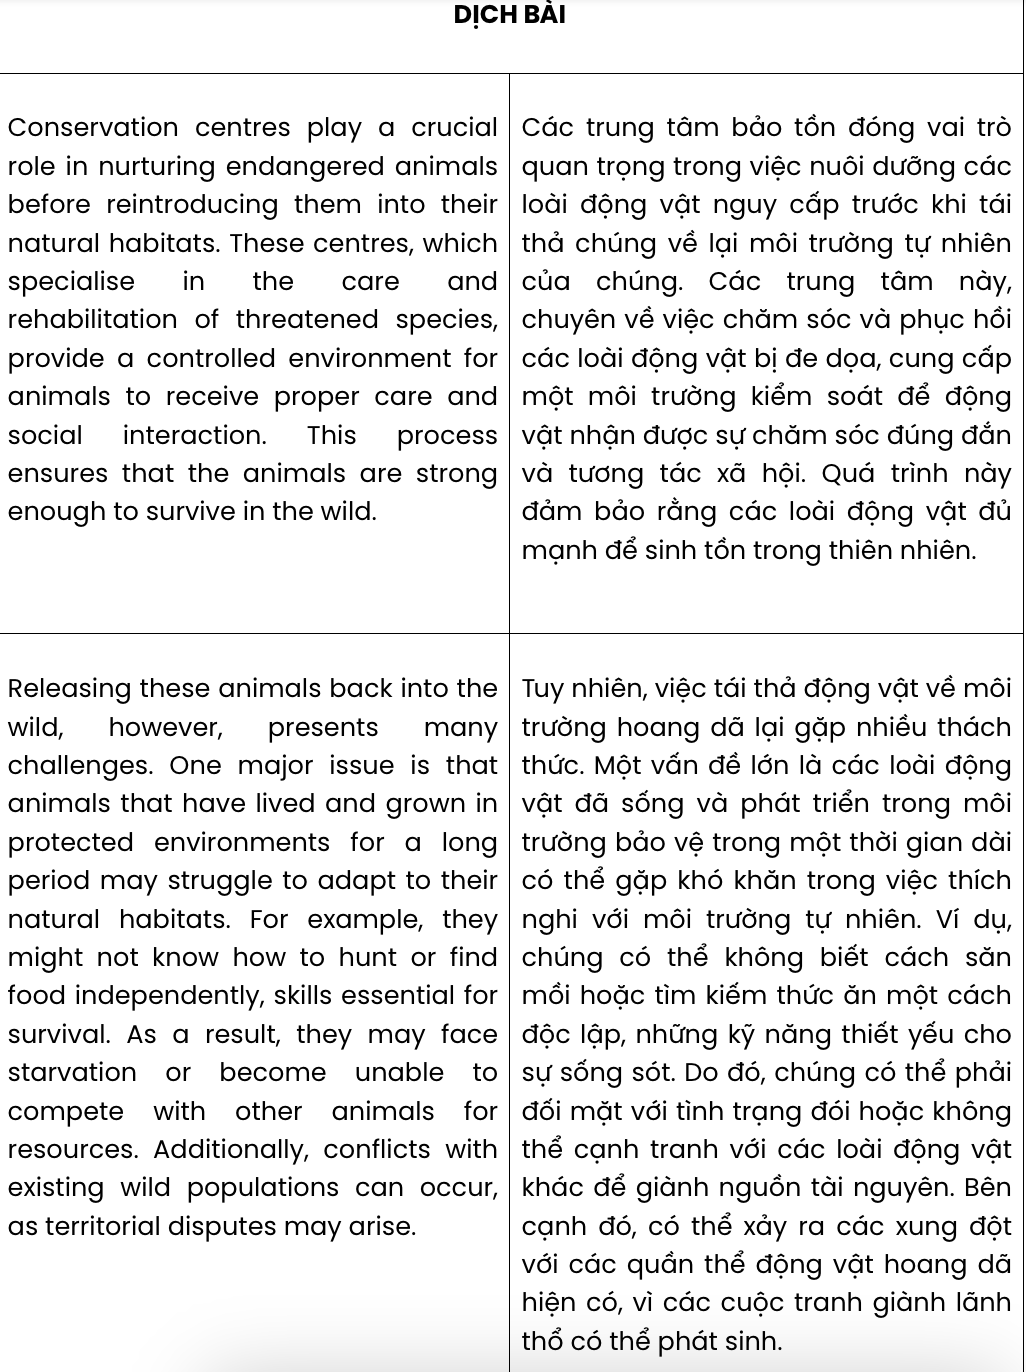 DỊCH BÀI
Conservation centres play a crucial
role in nurturing endangered animals
before reintroducing them into their
natural habitats. These centres, which
specialise in the care and
rehabilitation of threatened species,
provide a controlled environment for
animals to receive proper care and
social interaction. This process
ensures that the animals are strong
enough to survive in the wild.
Các trung tâm bảo tồn đóng vai trò
quan trọng trong việc nuôi dưỡng các
loài động vật nguy cấp trước khi tái
thả chúng về lại môi trường tự nhiên
của chúng. Các trung tâm này,
chuyên về việc chăm sóc và phục hồi
các loài động vật bị đe dọa, cung cấp
một môi trường kiểm soát để động
vật nhận được sự chăm sóc đúng đắn
và tương tác xã hội. Quá trình này
đảm bảo rằng các loài động vật đủ
mạnh để sinh tồn trong thiên nhiên.
Releasing these animals back into the
wild, however, presents many
challenges. One major issue is that
animals that have lived and grown in
protected environments for a long
period may struggle to adapt to their
natural habitats. For example, they
might not know how to hunt or find
food independently, skills essential for
survival. As a result, they may face
starvation or become unable to
compete with other animals for
resources. Additionally, conflicts with
existing wild populations can occur,
as territorial disputes may arise.
Tuy nhiên, việc tái thả động vật về môi
trường hoang dã lại gặp nhiều thách
thức. Một vấn đề lớn là các loài động
vật đã sống và phát triển trong môi
trường bảo vệ trong một thời gian dài
có thể gặp khó khăn trong việc thích
nghi với môi trường tự nhiên. Ví dụ,
chúng có thể không biết cách săn
mồi hoặc tìm kiếm thức ăn một cách
độc lập, những kỹ năng thiết yếu cho
sự sống sót. Do đó, chúng có thể phải
đối mặt với tình trạng đói hoặc không
thể cạnh tranh với các loài động vật
khác để giành nguồn tài nguyên. Bên
cạnh đó, có thể xảy ra các xung đột
với các quần thể động vật hoang dã
hiện có, vì các cuộc tranh giành lãnh
thổ có thể phát sinh.